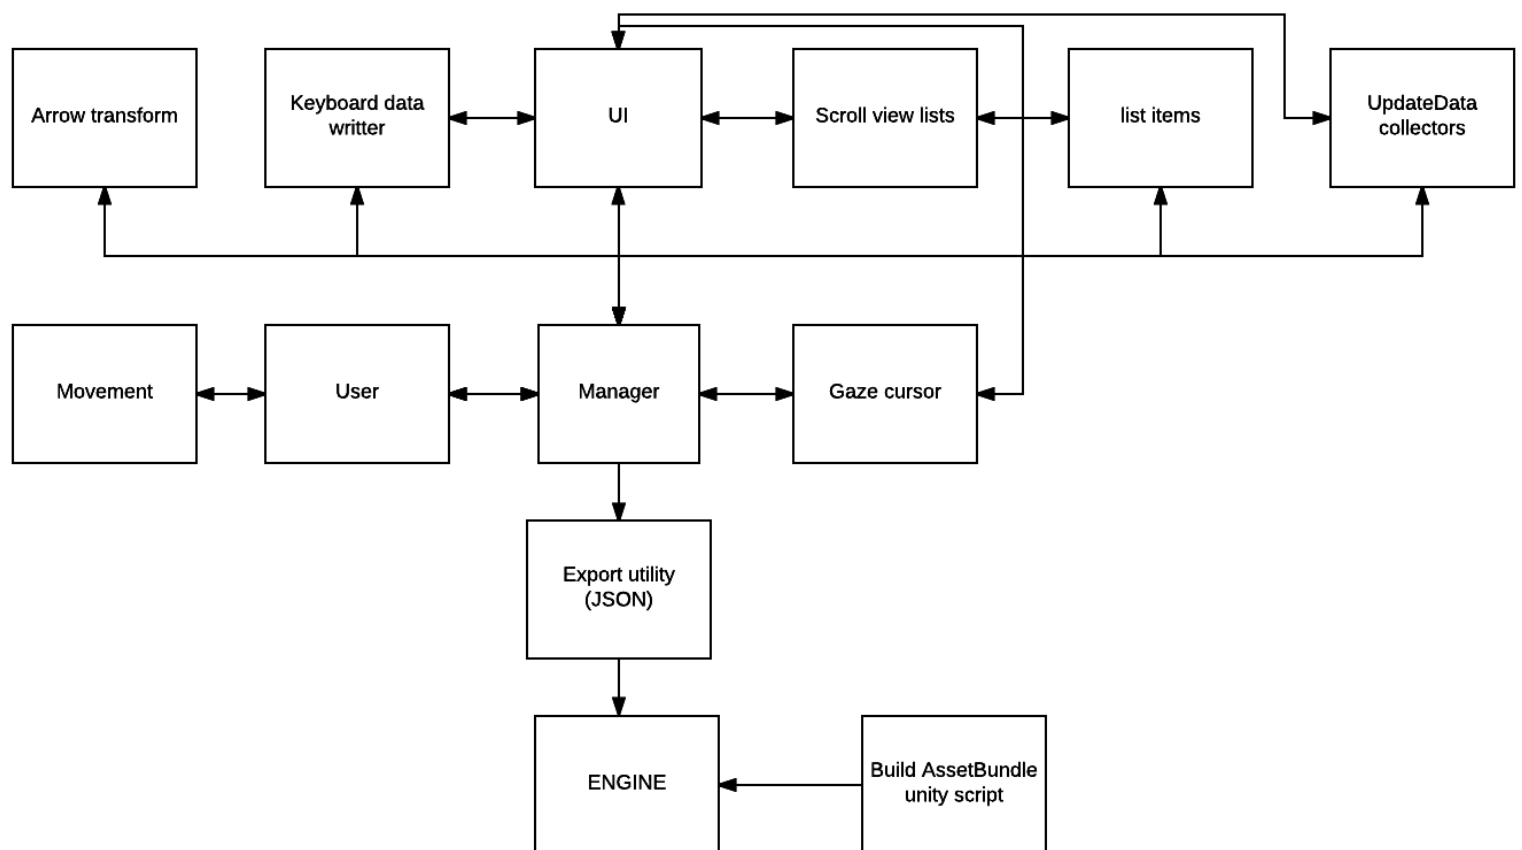 Arrow transform
Keyboard data
writter
UI
Scroll view lists
list items
UpdateData
collectors
Movement
User
Manager
Gaze cursor
Export utility
(JSON)
ENGINE
Build AssetBundle
unity script